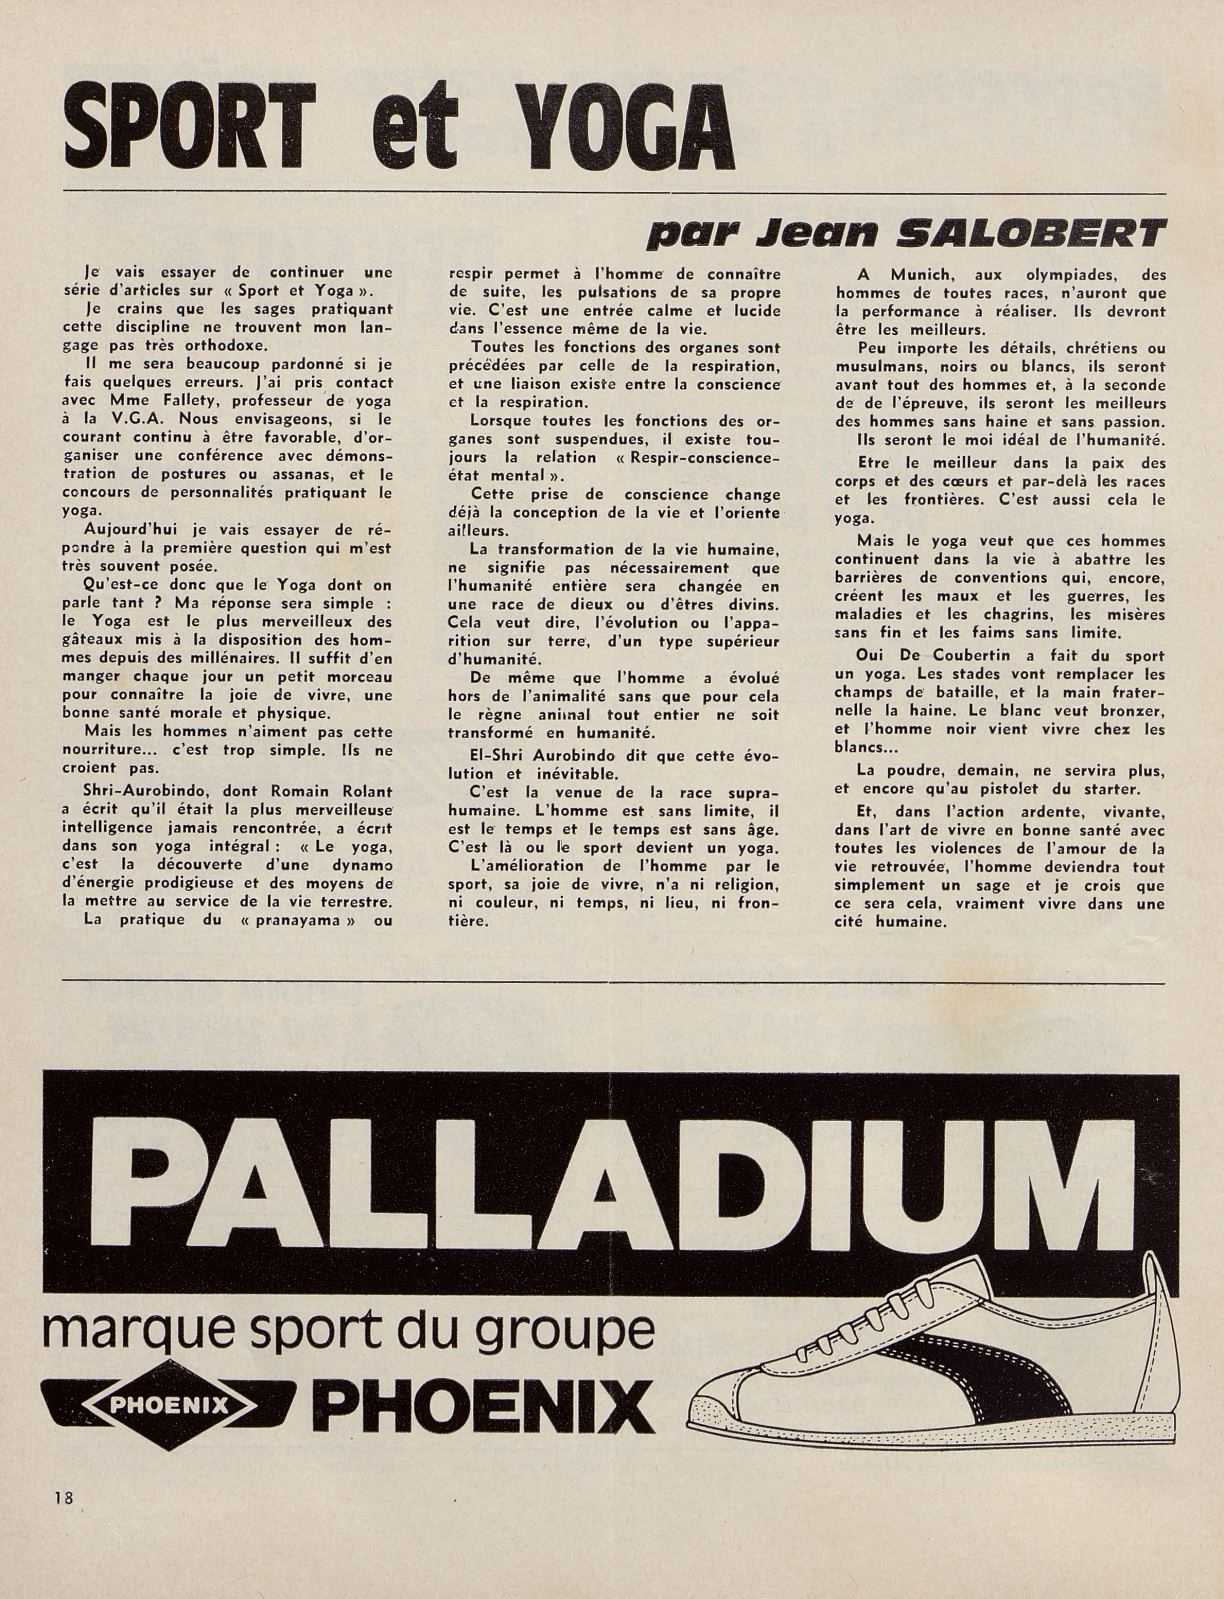 SPORT et YOGA
par Jean SALOBERT
Je vais essayer de continuer une
série d'articles sur « Sport et Yoga ».
Je crains que les sages pratiquant
cette discipline ne trouvent mon lan-
gage pas très orthodoxe.
Il me sera beaucoup pardonné si je
fais quelques erreurs. J'ai pris contact
avec Mme Fallety, professeur de yoga
à la V.G.A. Nous envisageons, si le
courant continu à être favorable, d'or-
ganiser une conférence avec démons-
tration de postures ou assanas, et le
concours de personnalités pratiquant le
yoga.
Aujourd'hui je vais essayer de ré-
pondre à la première question qui m'est
très souvent posée.
Qu'est-ce donc que le Yoga dont on
parle tant ? Ma réponse sera simple :
le Yoga est le plus merveilleux des
gâteaux mis à la disposition des hom-
mes depuis des millénaires. Il suffit d'en
manger chaque jour un petit morceau
pour connaître la joie de vivre, une
bonne santé morale et physique.
Mais les hommes n'aiment pas cette
nourriture... c'est trop simple. Ils ne
croient pas.
Shri-Aurobindo, dont Romain Rolant
a écrit qu'il était la plus merveilleuse
intelligence jamais rencontrée, a écrit
dans son yoga intégral : « Le yoga,
c'est la découverte d'une dynamo
d'énergie prodigieuse et des moyens de
la mettre au service de la vie terrestre.
La pratique du « pranayama » ou
respir permet à l'homme de connaître
de suite, les pulsations de sa propre
vie. C'est une entrée calme et lucide
dans l'essence même de la vie.
Toutes les fonctions des organes sont
précédées par celle de la respiration,
et une liaison existe entre la conscience
et la respiration.
Lorsque toutes les fonctions des or-
ganes sont suspendues, il existe tou-
jours la relation « Respir-conscience-
état mental ».
Cette prise de conscience change
déjà la conception de la vie et l'oriente
ailleurs.
La transformation de la vie humaine,
ne signifie pas nécessairement que
l'humanité entière sera changée en
une race de dieux ou d'êtres divins.
Cela veut dire, l'évolution ou l'appa-
rition sur terre, d'un type supérieur
d'humanité.
De même que l'homme a évolué
hors de l'animalité sans que pour cela
le règne animal tout entier ne soit
transformé en humanité.
El-Shri Aurobindo dit que cette évo-
lution et inévitable.
C'est la venue de la race supra-
humaine. L'homme est sans limite, il
est le temps et le temps est sans âge.
C'est là ou le sport devient un yoga.
L'amélioration de l'homme par le
sport, sa joie de vivre, n'a ni religion,
ni couleur, ni temps, ni lieu, ni fron-
tière.
A Munich, aux olympiades, des
hommes de toutes races, n'auront que
la performance à réaliser. Ils devront
être les meilleurs.
Peu importe les détails, chrétiens ou
musulmans, noirs ou blancs, ils seront
avant tout des hommes et, à la seconde
de de l'épreuve, ils seront les meilleurs
des hommes sans haine et sans passion.
Ils seront le moi idéal de l'humanité.
Etre le meilleur dans la paix des
corps et des cœurs et par-delà les races
et les frontières. C'est aussi cela le
yoga.
Mais le yoga veut que ces hommes
continuent dans la vie à abattre les
barrières de conventions qui, encore,
créent les maux et les guerres, les
maladies et les chagrins, les misères
sans fin et les faims sans limite.
Oui De Coubertin a fait du sport
un yoga. Les stades vont remplacer les
champs de bataille, et la main frater-
nelle la haine. Le blanc veut bronzer,
et l'homme noir vient vivre chez les
blancs...
La poudre, demain, ne servira plus,
et encore qu'au pistolet du starter.
Et, dans l'action ardente, vivante,
dans l'art de vivre en bonne santé avec
toutes les violences de l'amour de la
vie retrouvée, l'homme deviendra tout
simplement un sage et je crois que
ce sera cela, vraiment vivre dans une
cité humaine.
PALLADIUM
marque sport du groupe
PHOENIX PHOENIX
18